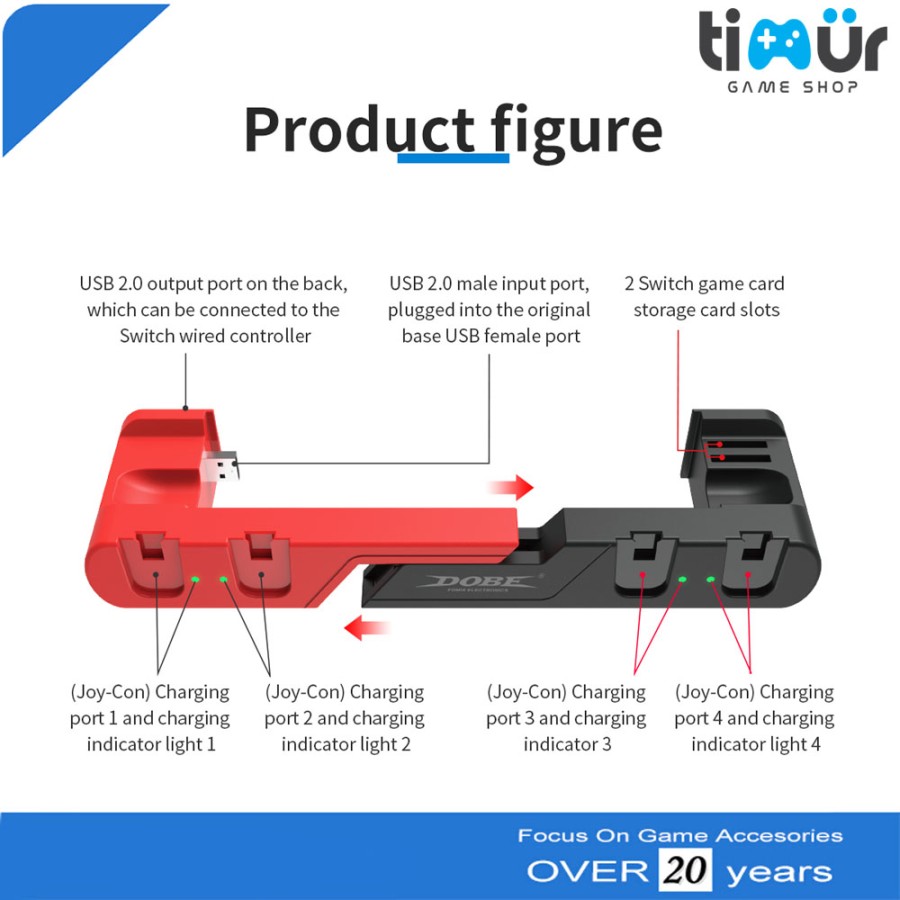 timür
GAME SHOP
Product figure
USB 2.0 output port on the back,
which can be connected to the
Switch wired controller
USB 2.0 male input port,
plugged into the original
base USB female port
2 Switch game card
storage card slots
DOBE
®
(Joy-Con) Charging
port 1 and charging
indicator light 1
(Joy-Con) Charging
port 2 and charging
indicator light 2
(Joy-Con) Charging
port 3 and charging
indicator 3
(Joy-Con) Charging
port 4 and charging
indicator light 4
Focus On Game Accesories
OVER 20 years